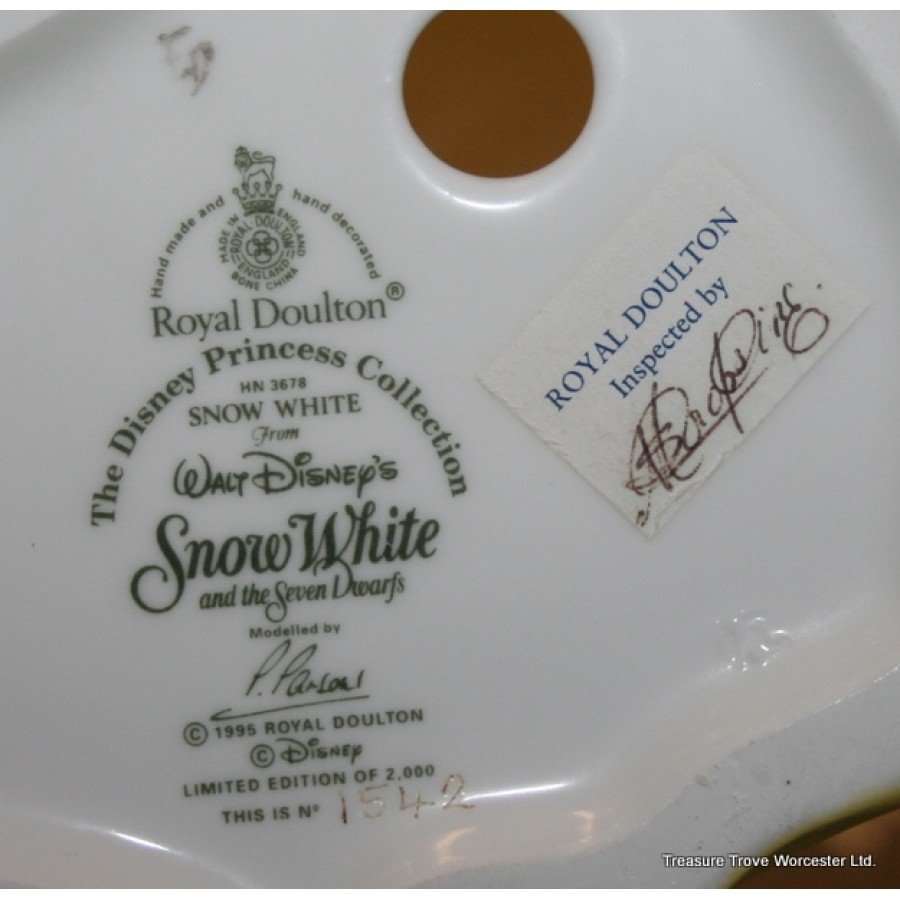 Hand made and hand decorated
MADE IN ENGLAND
ROYAL DOULTON
ENGLAND
BONE CHINA
Royal Doulton®
The Disney Princess Collection
HN 3678
SNOW WHITE
From
WALT DISNEY'S
Snow White
and the Seven Dwarfs
Modelled by
P. Parsons
© 1995 ROYAL DOULTON
© DISNEY
LIMITED EDITION OF 2,000
THIS IS Nº 1542
ROYAL DOULTON
Inspected by
Treasure Trove Worcester Ltd.